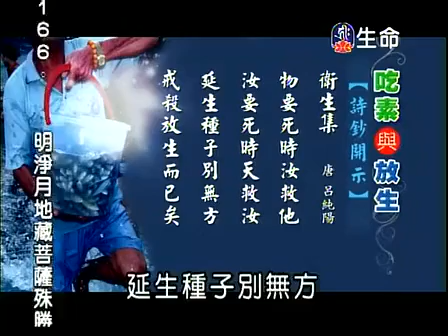 166.
明淨月地藏菩薩殊勝
生命
吃素與放生
【詩鈔開示】
衛生集 唐 呂純陽
物要死時汝救他
汝要死時天救汝
延生種子別無方
戒殺放生而已矣
延生種子別無方